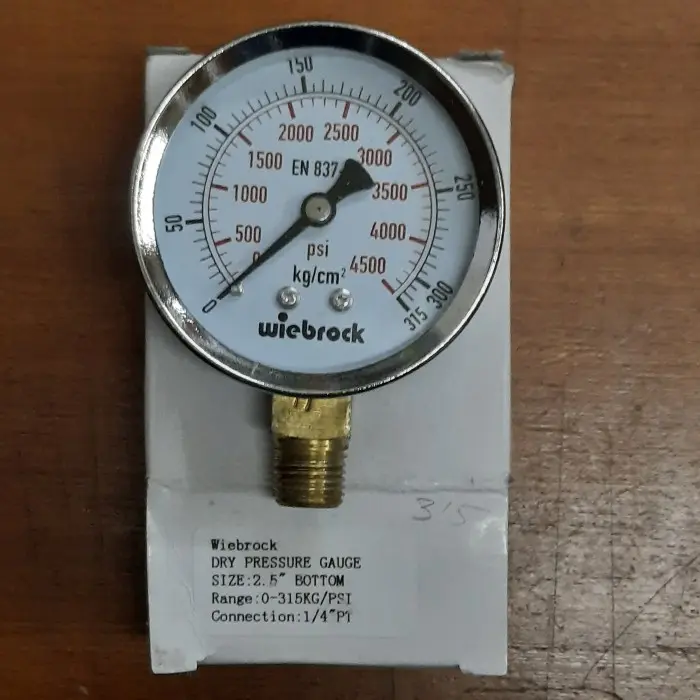 150
100
200
2000 2500
1500
3000
EN 837-
1000
3500
250
50
500
psi
4000
0
kg/cm²
4500
0
300
315
wiebrock
315
Wiebrock
DRY PRESSURE GAUGE
SIZE:2.5" BOTTOM
Range:0-315KG/PSI
Connection:1/4"PT